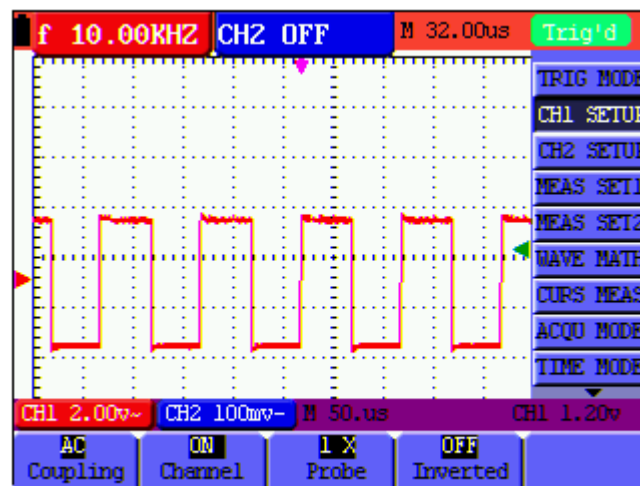 f 10.00KHZ CH2 OFF M 32.00us Trig'd
TRIG MODE
CH1 SETUP
CH2 SETUP
MEAS SET1
MEAS SET2
WAVE MATH
CURS MEAS
ACQU MODE
TIME MODE
CH1 2.00v~ CH2 100mv- M 50.us CH1 1.20v
AC ON 1 X OFF
Coupling Channel Probe Inverted